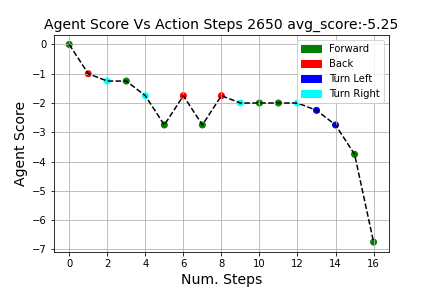 Agent Score Vs Action Steps 2650 avg_score:-5.25
Forward
Back
Turn Left
Turn Right
Agent Score
0
−1
−2
−3
−4
−5
−6
−7
0 2 4 6 8 10 12 14 16
Num. Steps